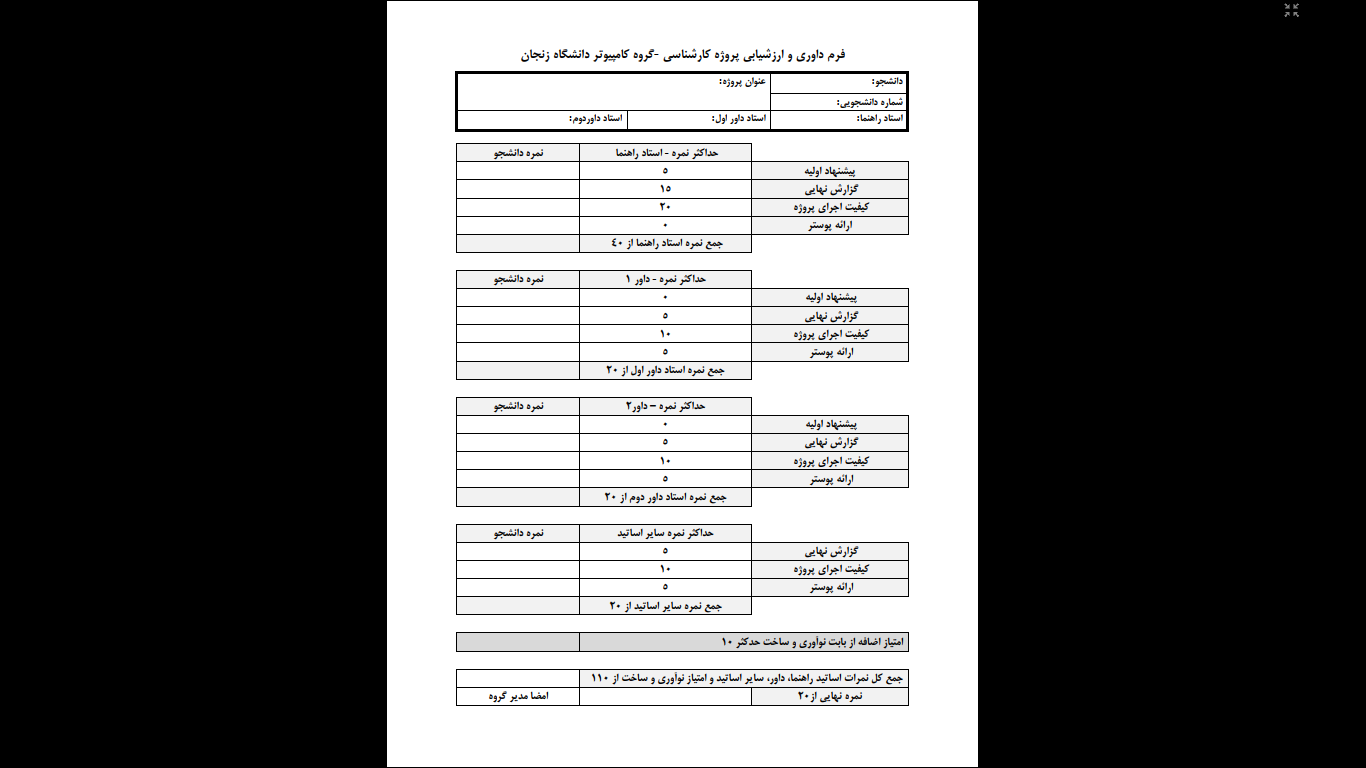 فرم داوری و ارزشیابی پروژه کارشناسی -گروه کامپیوتر دانشگاه زنجان
دانشجو: عنوان پروژه:
شماره دانشجویی:
استاد راهنما: استاد داور اول: استاد داوردوم:
حداکثر نمره - استاد راهنما نمره دانشجو
پیشنهاد اولیه ۵
گزارش نهایی ۱۵
کیفیت اجرای پروژه ۲۰
ارائه پوستر ۰
جمع نمره استاد راهنما از ۴۰
حداکثر نمره - داور ۱ نمره دانشجو
پیشنهاد اولیه ۰
گزارش نهایی ۵
کیفیت اجرای پروژه ۱۰
ارائه پوستر ۵
جمع نمره استاد داور اول از ۲۰
حداکثر نمره – داور۲ نمره دانشجو
پیشنهاد اولیه ۰
گزارش نهایی ۵
کیفیت اجرای پروژه ۱۰
ارائه پوستر ۵
جمع نمره استاد داور دوم از ۲۰
حداکثر نمره سایر اساتید نمره دانشجو
گزارش نهایی ۵
کیفیت اجرای پروژه ۱۰
ارائه پوستر ۵
جمع نمره سایر اساتید از ۲۰
امتیاز اضافه از بابت نوآوری و ساخت حدکثر ۱۰
جمع کل نمرات اساتید راهنما، داور، سایر اساتید و امتیاز نوآوری و ساخت از ۱۱۰
نمره نهایی از۲۰ امضا مدیر گروه